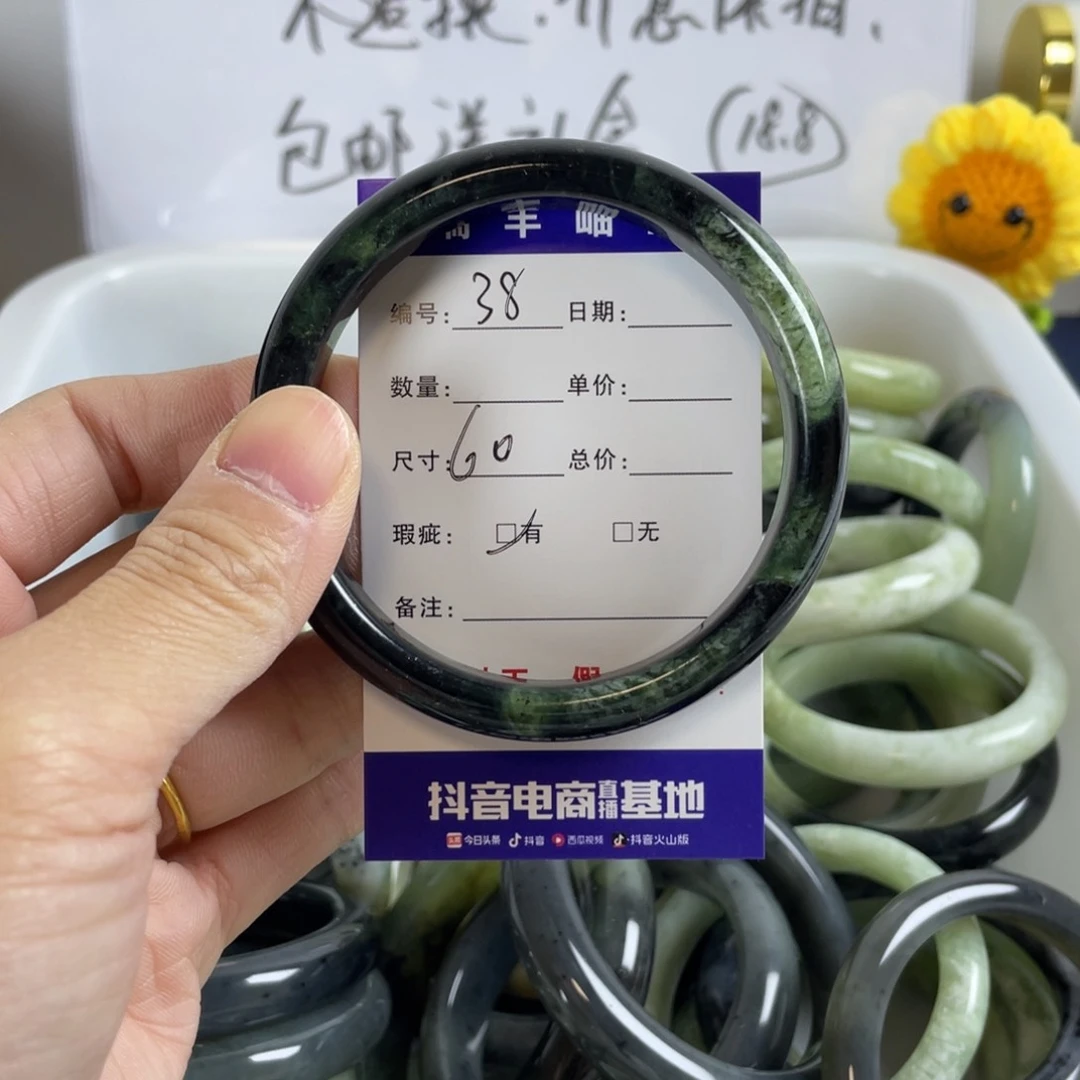 包邮送礼盒 (18.8)
丰
编号: 38 日期:
数量: 单价:
尺寸: 60 总价:
瑕疵: □有 □无
备注:
假
抖音电商直播基地
今日头条 抖音 西瓜视频 抖音火山版